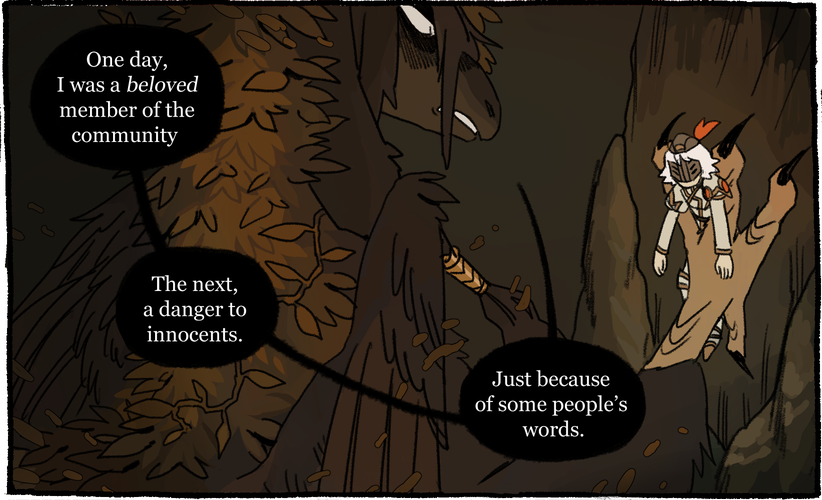 One day,
I was a beloved
member of the
community
The next,
a danger to
innocents.
Just because
of some people's
words.